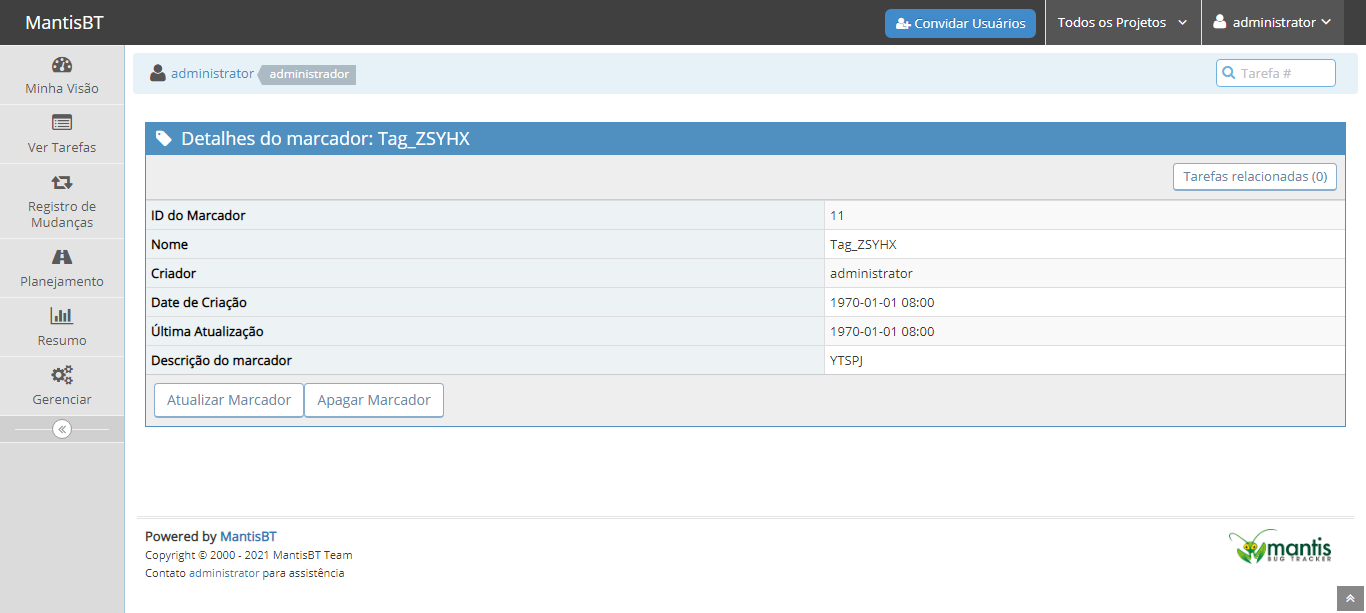 MantisBT
Convidar Usuários
Todos os Projetos
administrator
Minha Visão
Ver Tarefas
Registro de
Mudanças
Planejamento
Resumo
Gerenciar
administrator
administrador
Tarefa #
Detalhes do marcador: Tag_ZSYHX
Tarefas relacionadas (0)
ID do Marcador 11
Nome Tag_ZSYHX
Criador administrator
Date de Criação 1970-01-01 08:00
Última Atualização 1970-01-01 08:00
Descrição do marcador YTSPJ
Atualizar Marcador
Apagar Marcador
Powered by MantisBT
Copyright © 2000 - 2021 MantisBT Team
Contato administrator para assistência
mantis
BUG TRACKER